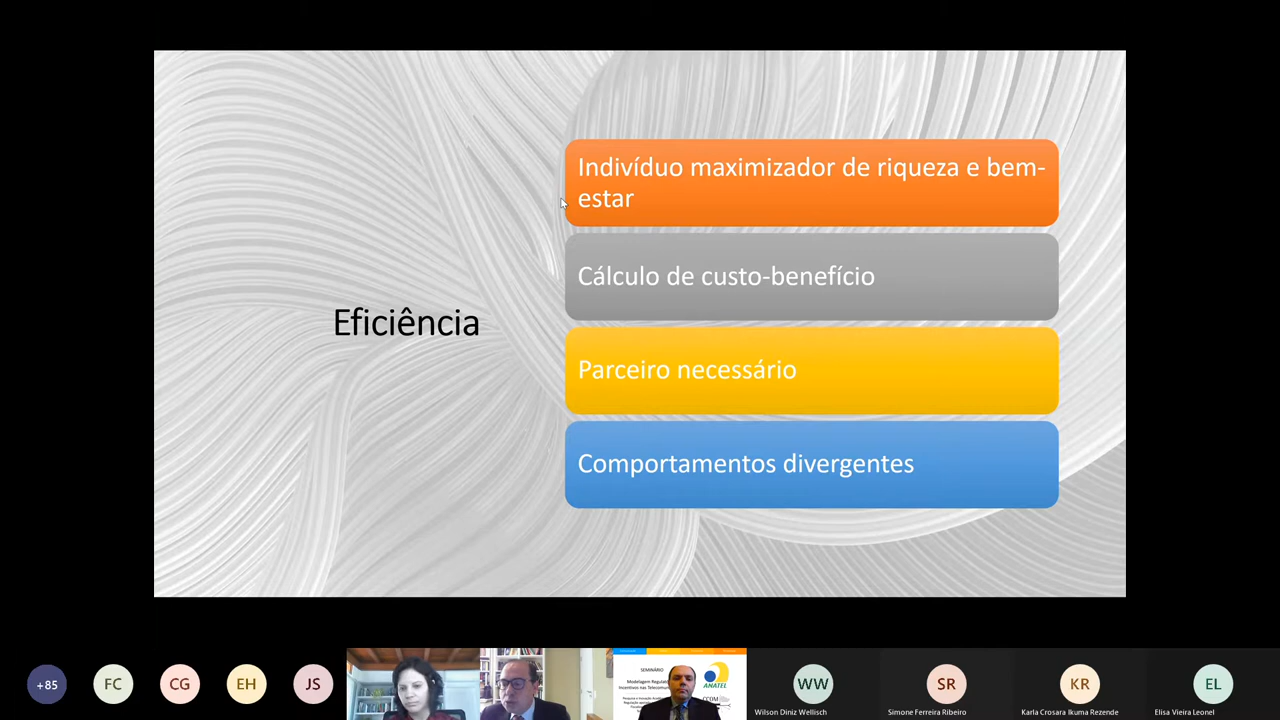 Indivíduo maximizador de riqueza e bem-
estar
Cálculo de custo-benefício
Eficiência
Parceiro necessário
Comportamentos divergentes
+85
FC
CG
EH
JS
SEMINÁRIO
ANATEL
WW
Wilson Diniz Wellisch
SR
Simone Ferreira Ribeiro
KR
Karla Crosara Ikuma Rezende
EL
Elisa Vieira Leonel